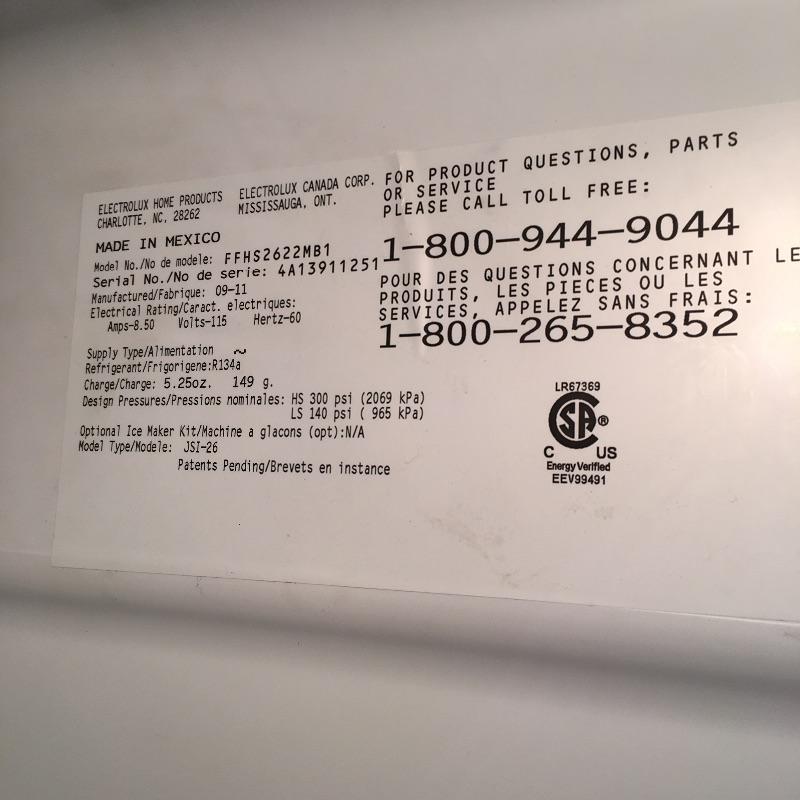 ELECTROLUX HOME PRODUCTS
CHARLOTTE, NC, 28262
ELECTROLUX CANADA CORP.
MISSISSAUGA, ONT.
MADE IN MEXICO
Model No./No de modele: FFHS2622MB1
Serial No./No de serie: 4A13911251
Manufactured/Fabrique: 09-11
Electrical Rating/Caract. electriques:
Amps-8.50 Volts-115 Hertz-60
Supply Type/Alimentation ~
Refrigerant/Frigorigene:R134a
Charge/Charge: 5.25oz. 149 g.
Design Pressures/Pressions nominales: HS 300 psi (2069 kPa)
LS 140 psi ( 965 kPa)
Optional Ice Maker Kit/Machine a glacons (opt):N/A
Model Type/Modele: JSI-26
Patents Pending/Brevets en instance
FOR PRODUCT QUESTIONS, PARTS
OR SERVICE
PLEASE CALL TOLL FREE:
1-800-944-9044
POUR DES QUESTIONS CONCERNANT LE
PRODUITS, LES PIECES OU LES
SERVICES, APPELEZ SANS FRAIS:
1-800-265-8352
LR67369
SA®
C US
Energy Verified
EEV99491